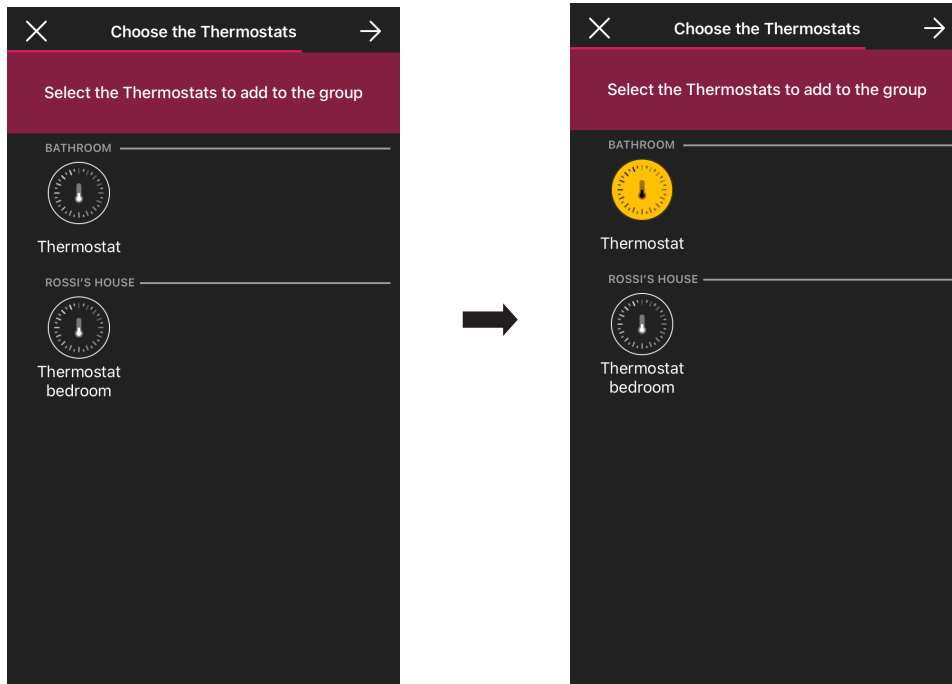 Choose the Thermostats
Select the Thermostats to add to the group
BATHROOM
Thermostat
ROSSI'S HOUSE
Thermostat
bedroom
Choose the Thermostats
Select the Thermostats to add to the group
BATHROOM
Thermostat
ROSSI'S HOUSE
Thermostat
bedroom